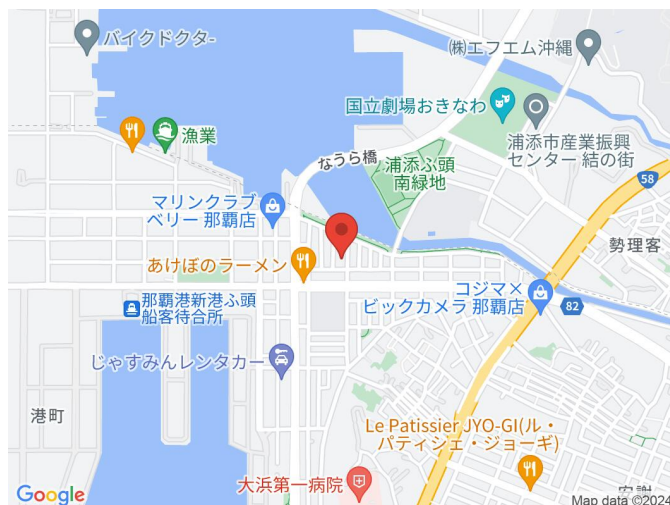 バイクドクター
㈱エフエム沖縄
国立劇場おきなわ
漁業
浦添市産業振興
センター 結の街
なうら橋
浦添ふ頭
南緑地
58
マリンクラブ
ベリー 那覇店
勢理客
あけぼのラーメン
コジマ×
ビックカメラ 那覇店
82
那覇港新港ふ頭
船客待合所
じゃすみんレンタカー
港町
Le Patissier JYO-GI(ル・
パティシェ・ジョーギ)
大浜第一病院
安謝
Google
Map data ©2024